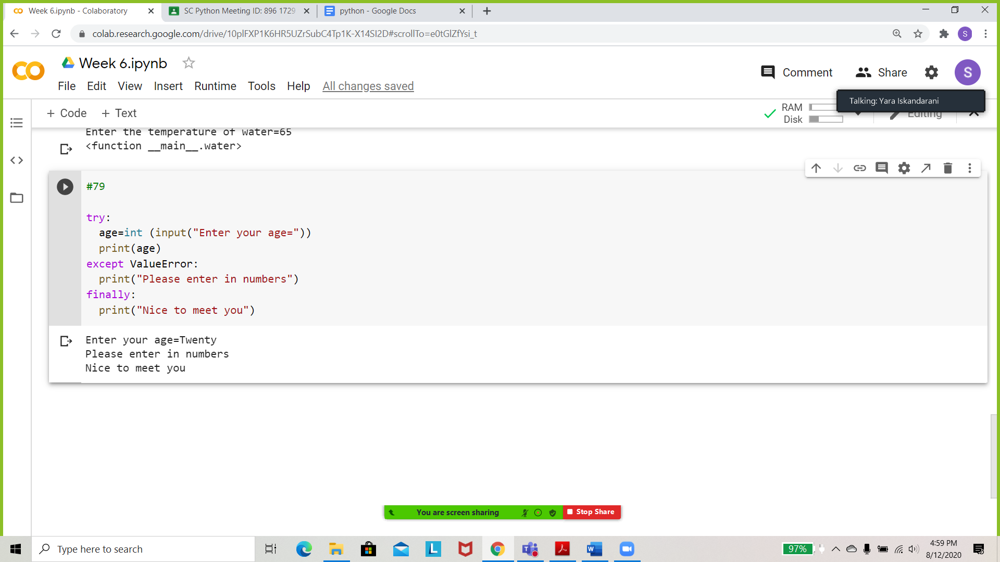 Week 6.ipynb - Colaboratory
SC Python Meeting ID: 896 1729
python - Google Docs
colab.research.google.com/drive/10plFXP1K6HR5UZrSubC4Tp1K-X14SI2D#scrollTo=e0tGlZfYsi_t
S
Week 6.ipynb
Comment
Share
S
File Edit View Insert Runtime Tools Help All changes saved
Talking: Yara Iskandarani
+ Code + Text
RAM
Disk
Editing
Enter the temperature of water=65
<function __main__.water>
#79
try:
age=int (input("Enter your age="))
print(age)
except ValueError:
print("Please enter in numbers")
finally:
print("Nice to meet you")
Enter your age=Twenty
Please enter in numbers
Nice to meet you
You are screen sharing
Stop Share
Type here to search
L
W
97%
4:59 PM
8/12/2020